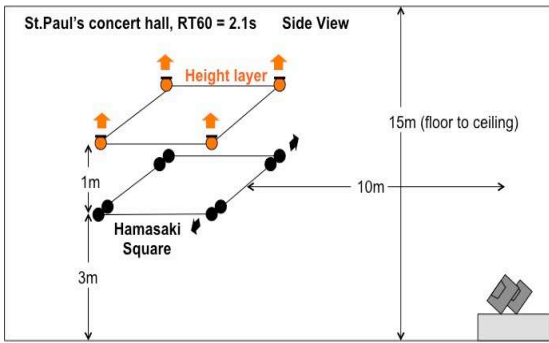 St.Paul's concert hall, RT60 = 2.1s Side View
Height layer
15m (floor to ceiling)
1m
10m
Hamasaki
Square
3m